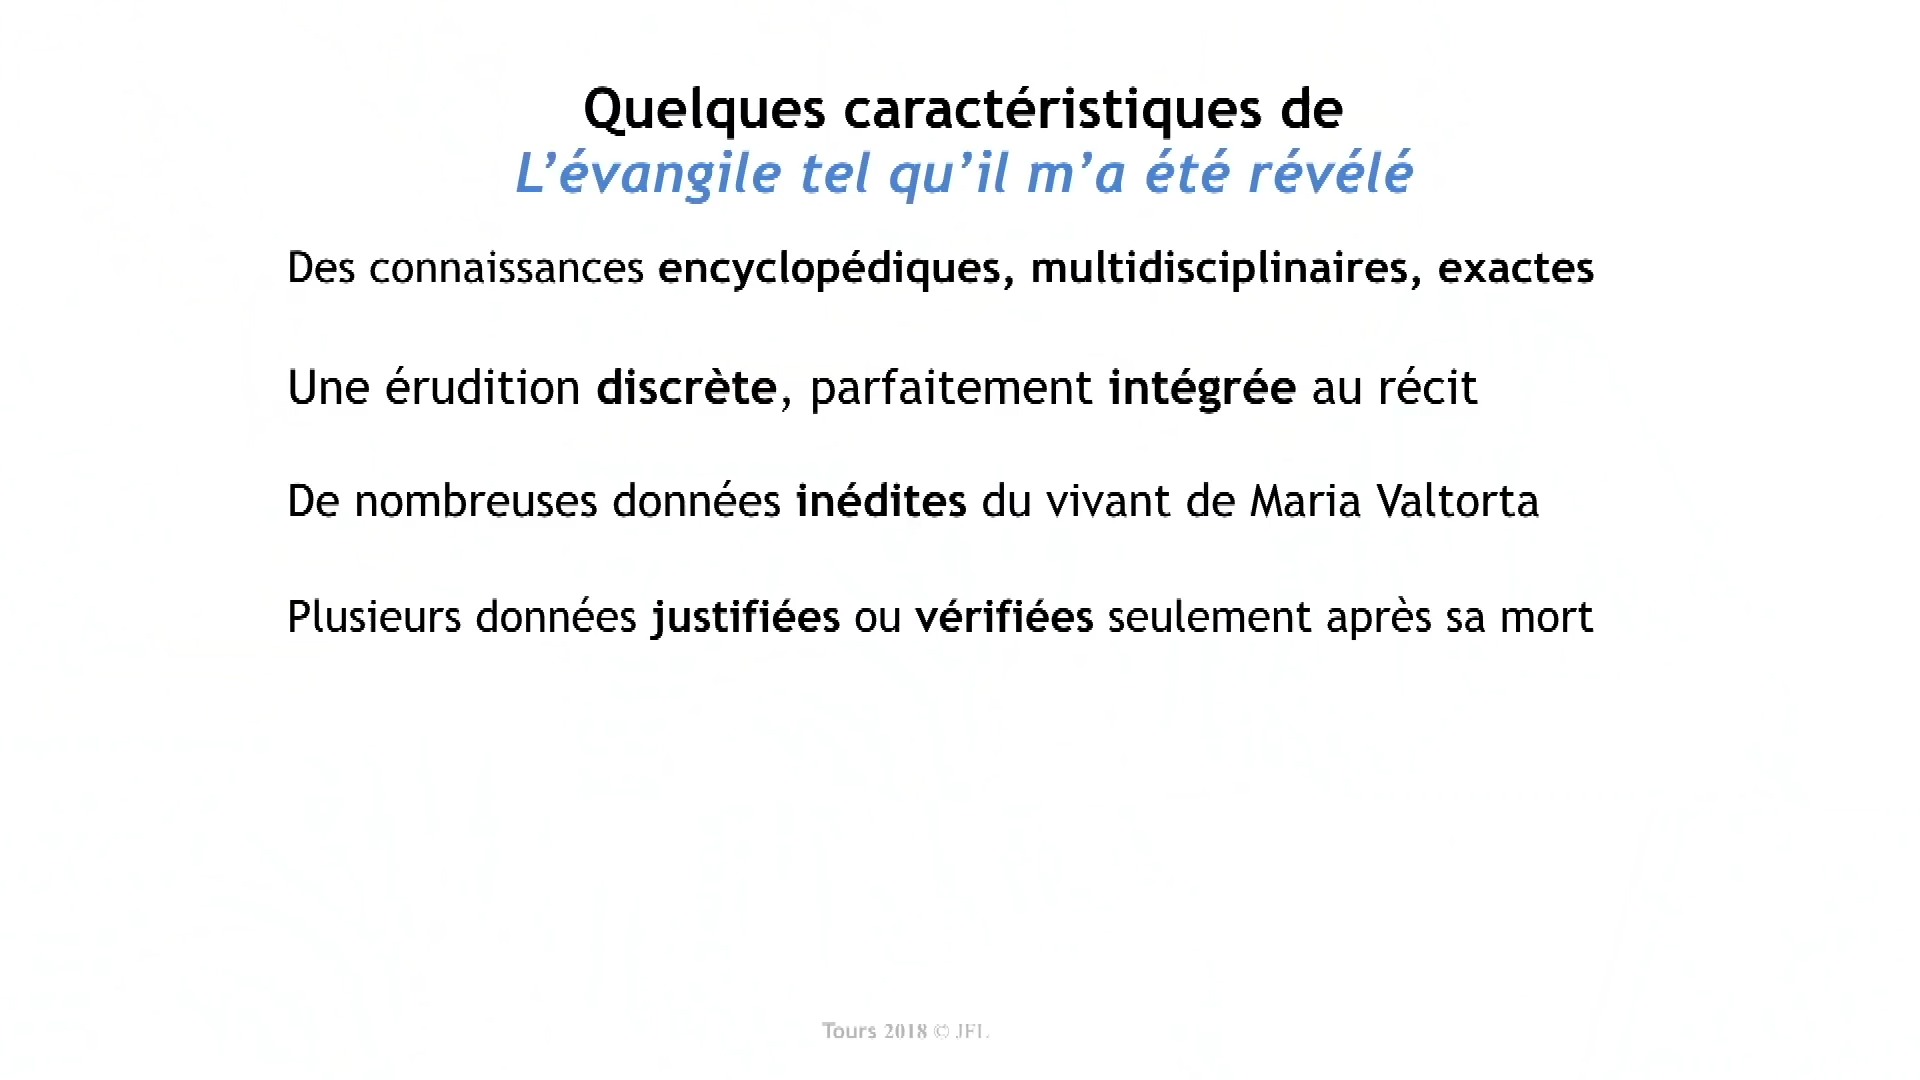 Quelques caractéristiques de
L’évangile tel qu’il m’a été révélé
Des connaissances encyclopédiques, multidisciplinaires, exactes
Une érudition discrète, parfaitement intégrée au récit
De nombreuses données inédites du vivant de Maria Valtorta
Plusieurs données justifiées ou vérifiées seulement après sa mort
Tours 2018 © JFL